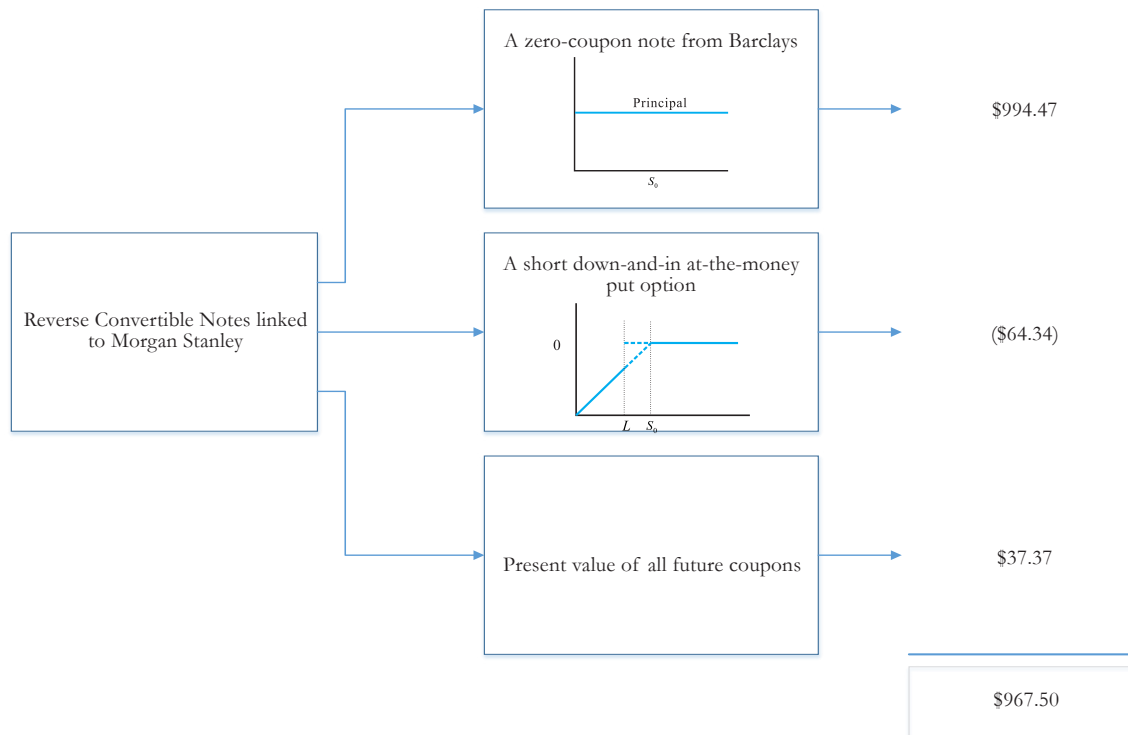 A zero-coupon note from Barclays
Principal
S₀
$994.47
Reverse Convertible Notes linked
to Morgan Stanley
A short down-and-in at-the-money
put option
0
L S₀
($64.34)
Present value of all future coupons
$37.37
$967.50